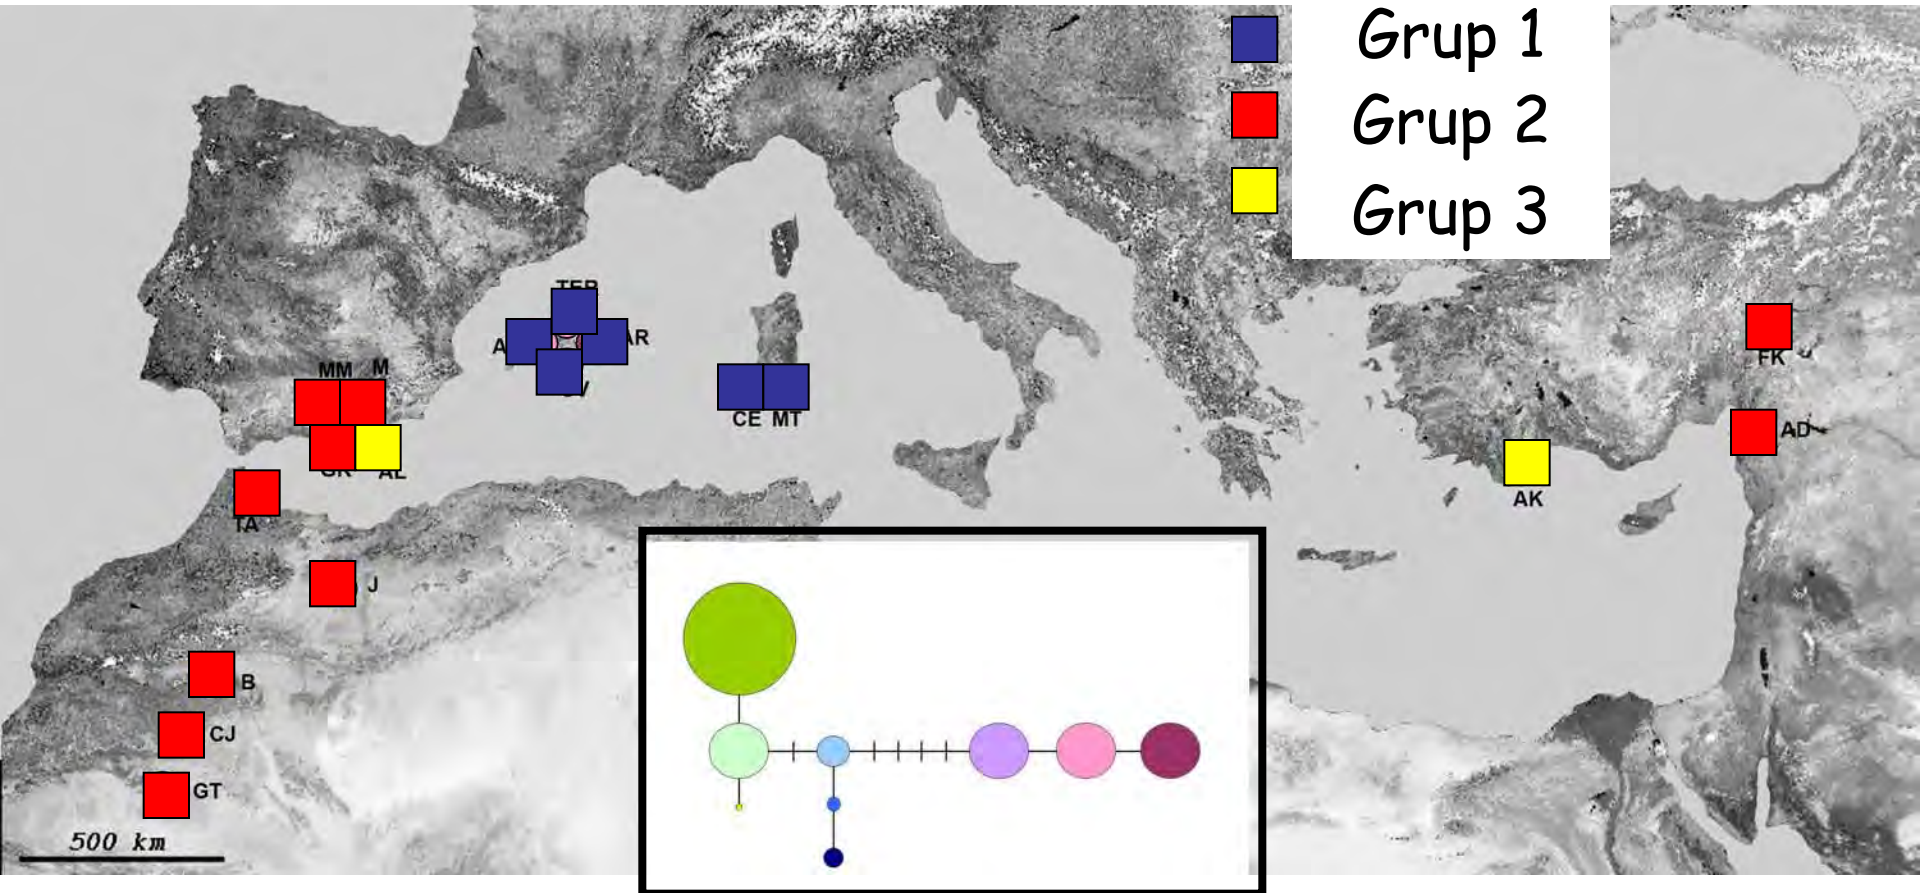 Grup 1
Grup 2
Grup 3
MM
M
AL
TA
J
B
CJ
GT
500 km
CE MT
FK
AD
AK